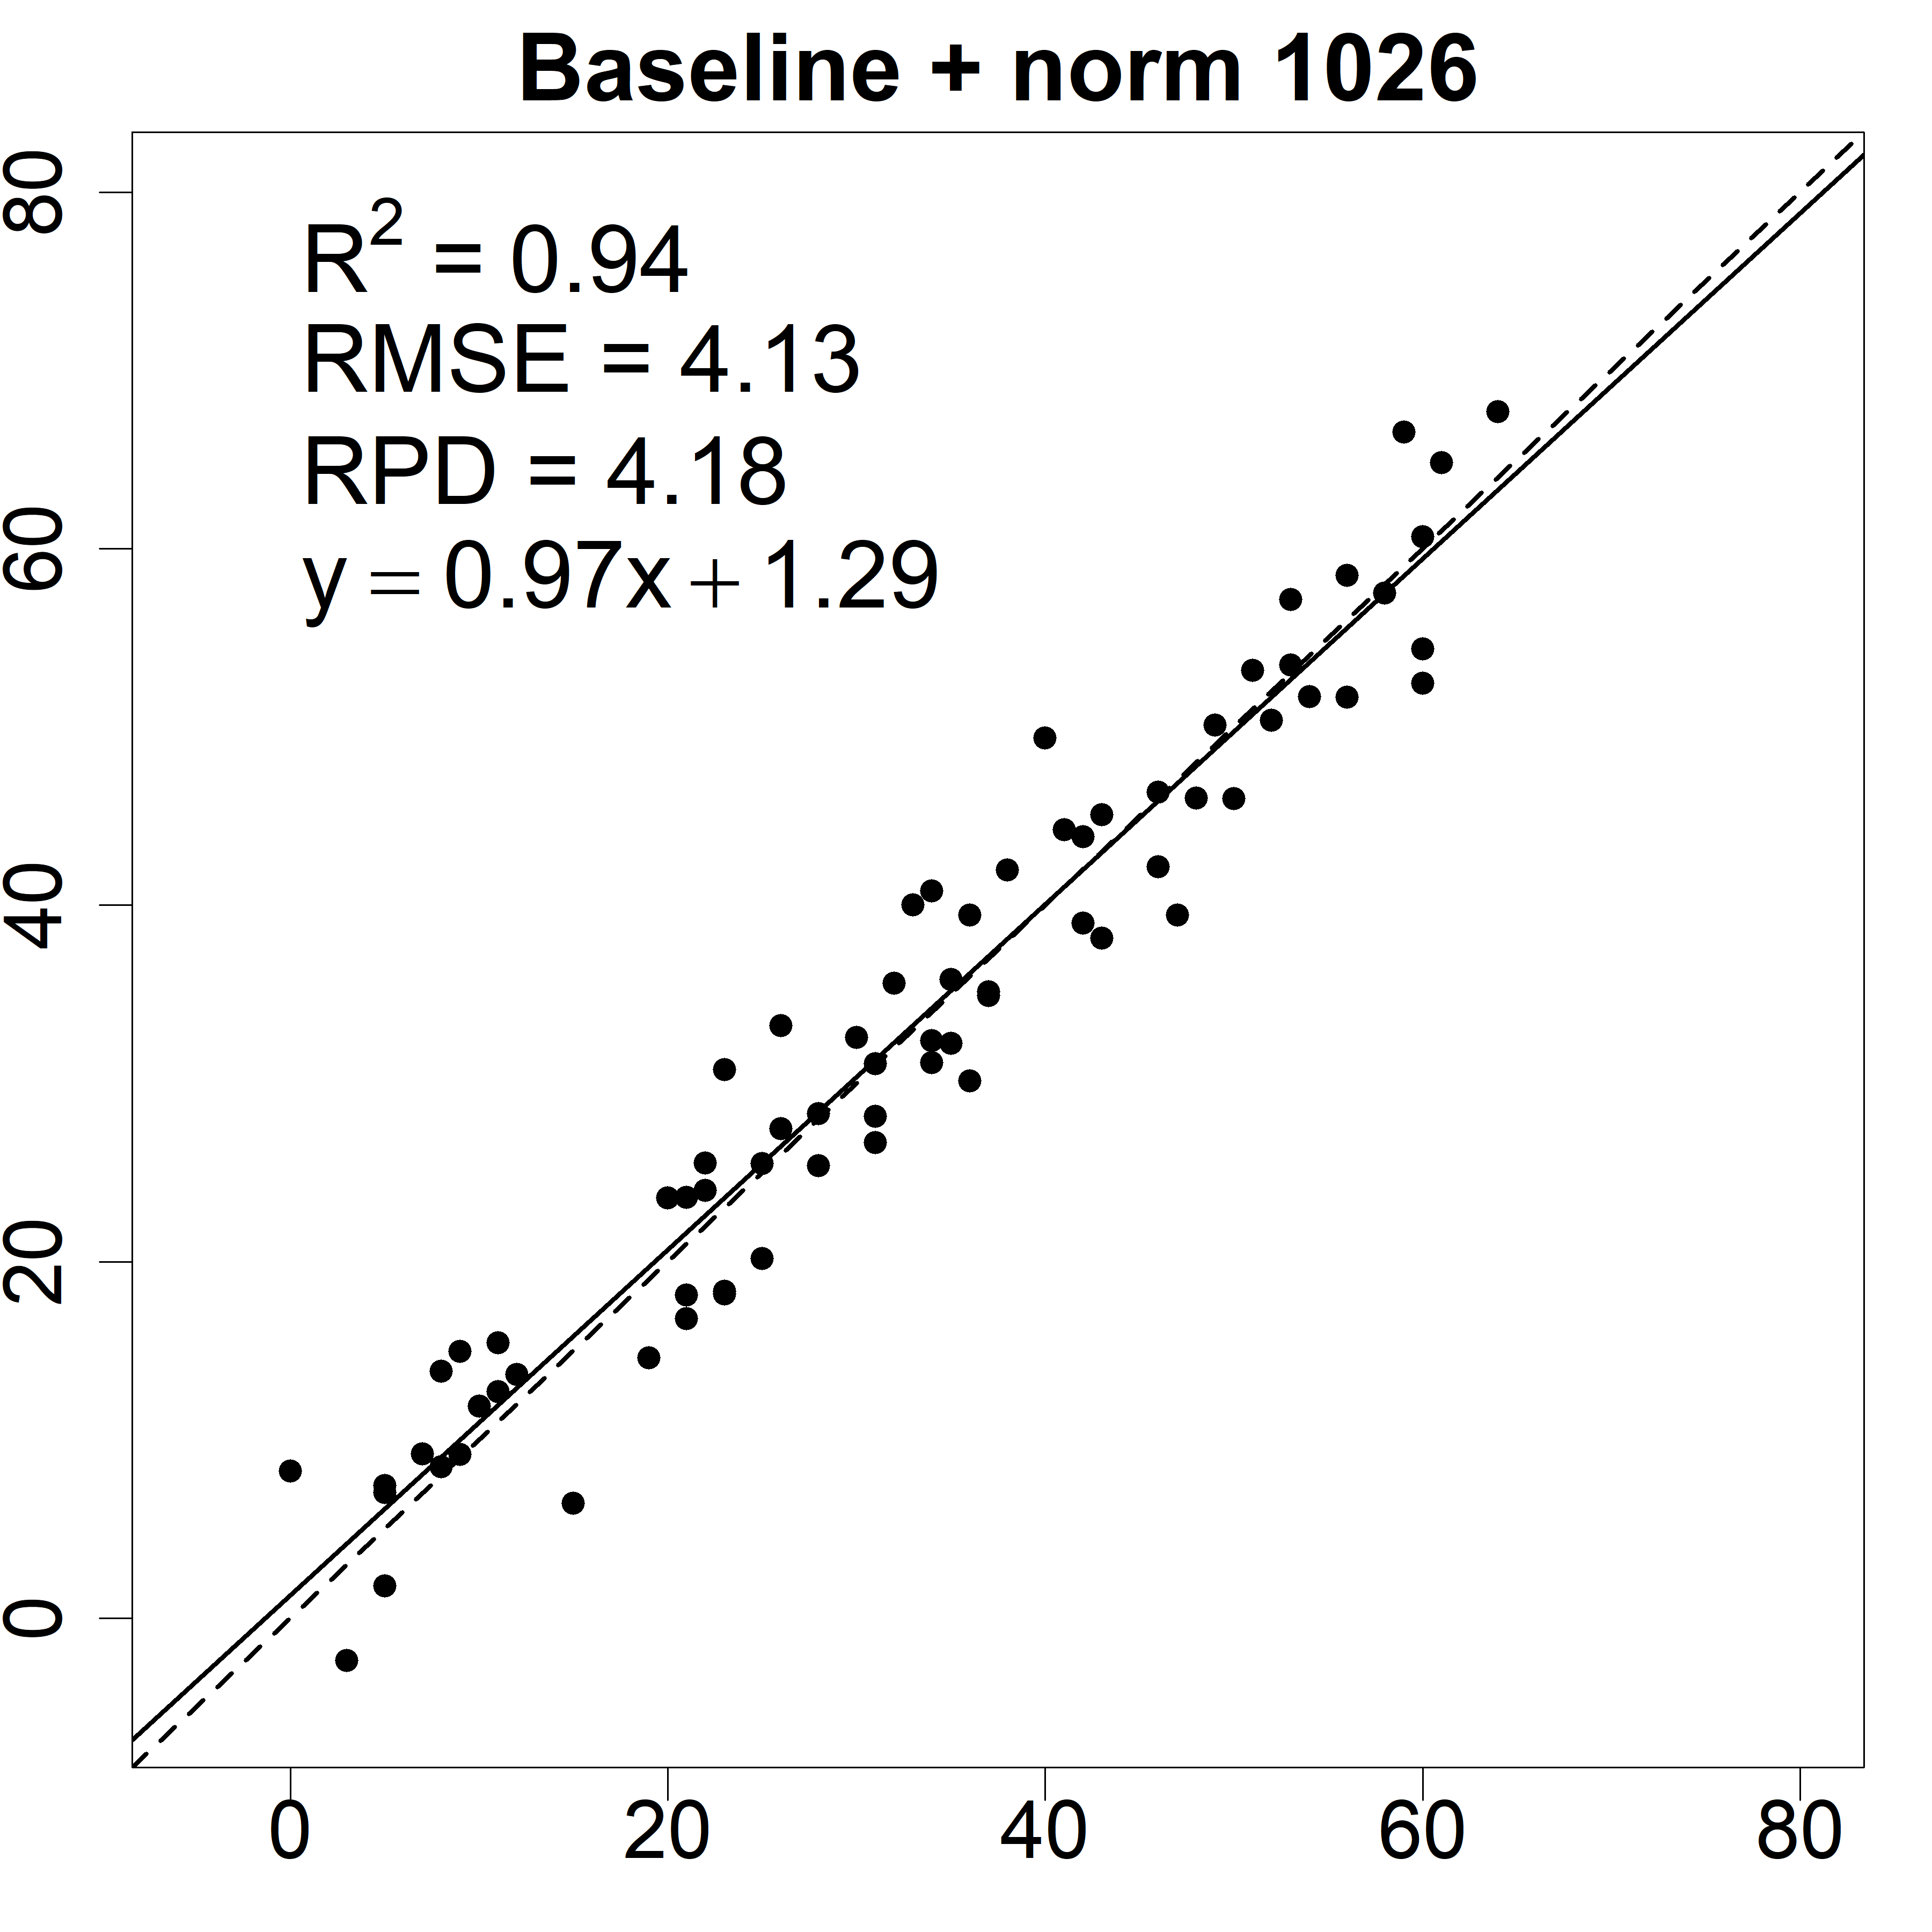 Baseline + norm 1026
80
60
40
20
0
R² = 0.94
RMSE = 4.13
RPD = 4.18
y = 0.97x + 1.29
0 20 40 60 80